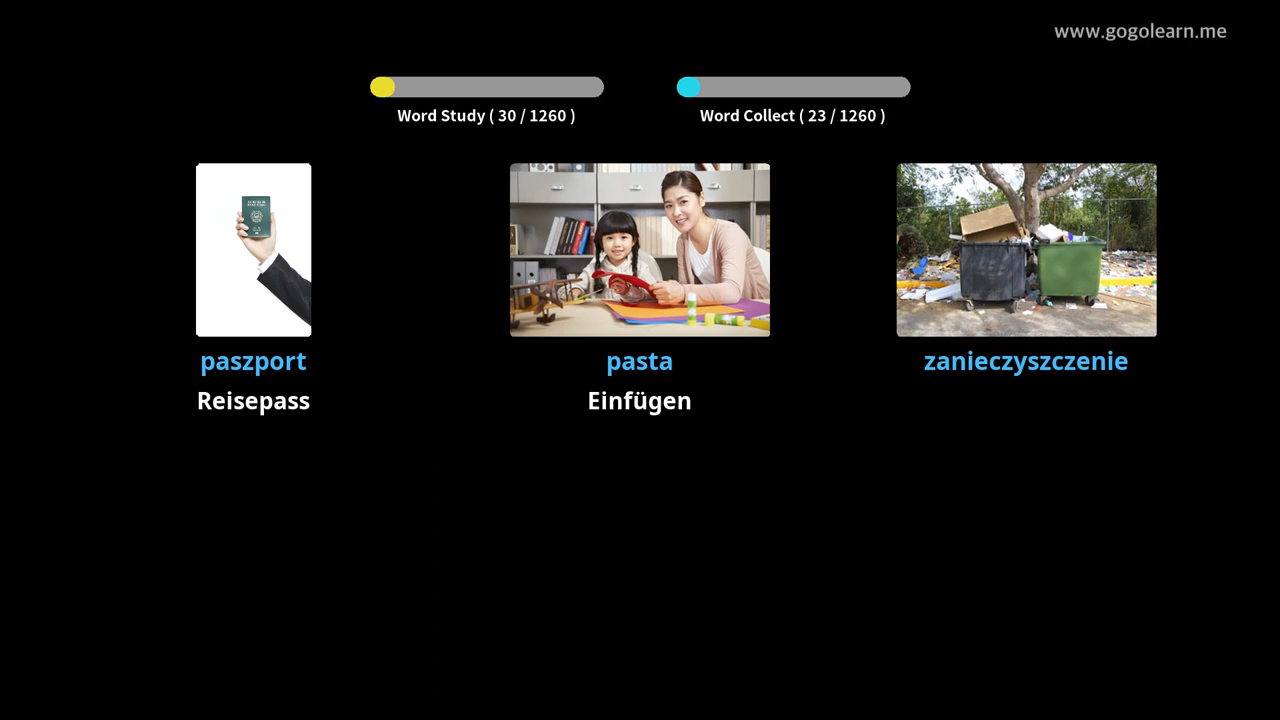 www.gogolearn.me
Word Study ( 30 / 1260 )
Word Collect ( 23 / 1260 )
paszport
pasta
zanieczyszczenie
Reisepass
Einfügen